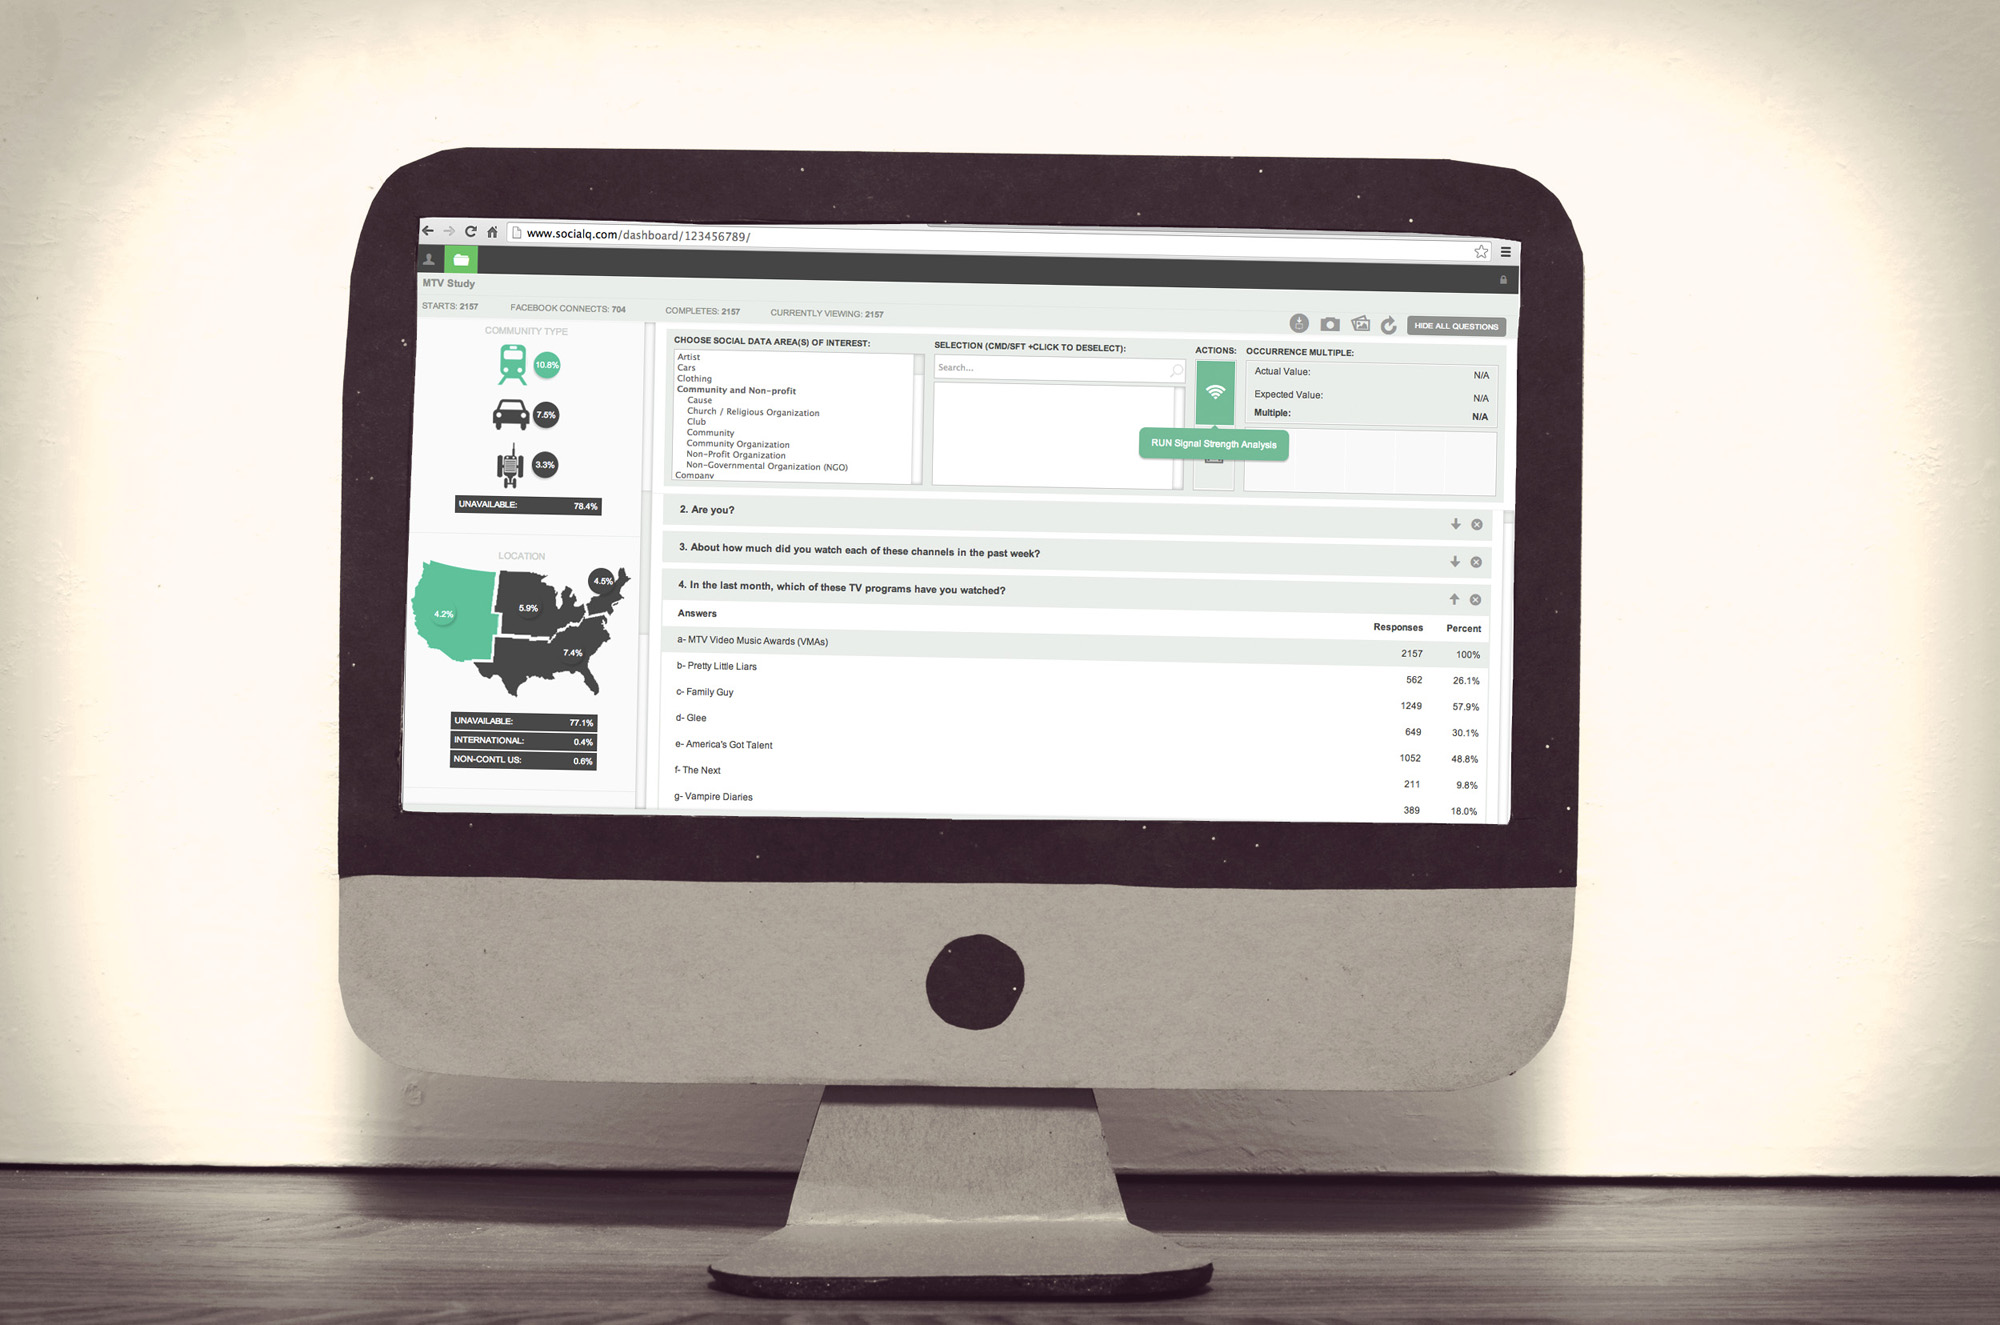 www.socialq.com/dashboard/123456789/
MTV Study
STARTS: 2157 FACEBOOK CONNECTS: 704 COMPLETES: 2157 CURRENTLY VIEWING: 2157
HIDE ALL QUESTIONS
COMMUNITY TYPE
10.8%
7.5%
3.3%
UNAVAILABLE: 78.4%
LOCATION
4.5%
4.2%
5.9%
7.4%
UNAVAILABLE: 77.1%
INTERNATIONAL: 0.4%
NON-CONTL US: 0.6%
CHOOSE SOCIAL DATA AREA(S) OF INTEREST:
Artist
Cars
Clothing
Community and Non-profit
Cause
Church / Religious Organization
Club
Community
Community Organization
Non-Profit Organization
Non-Governmental Organization (NGO)
Company
SELECTION (CMD/SFT +CLICK TO DESELECT):
Search...
ACTIONS:
RUN Signal Strength Analysis
OCCURRENCE MULTIPLE:
Actual Value: N/A
Expected Value: N/A
Multiple: N/A
2. Are you?
3. About how much did you watch each of these channels in the past week?
4. In the last month, which of these TV programs have you watched?
Answers Responses Percent
a- MTV Video Music Awards (VMAs) 2157 100%
b- Pretty Little Liars 562 26.1%
c- Family Guy 1249 57.9%
d- Glee 649 30.1%
e- America's Got Talent 1052 48.8%
f- The Next 211 9.8%
g- Vampire Diaries 389 18.0%